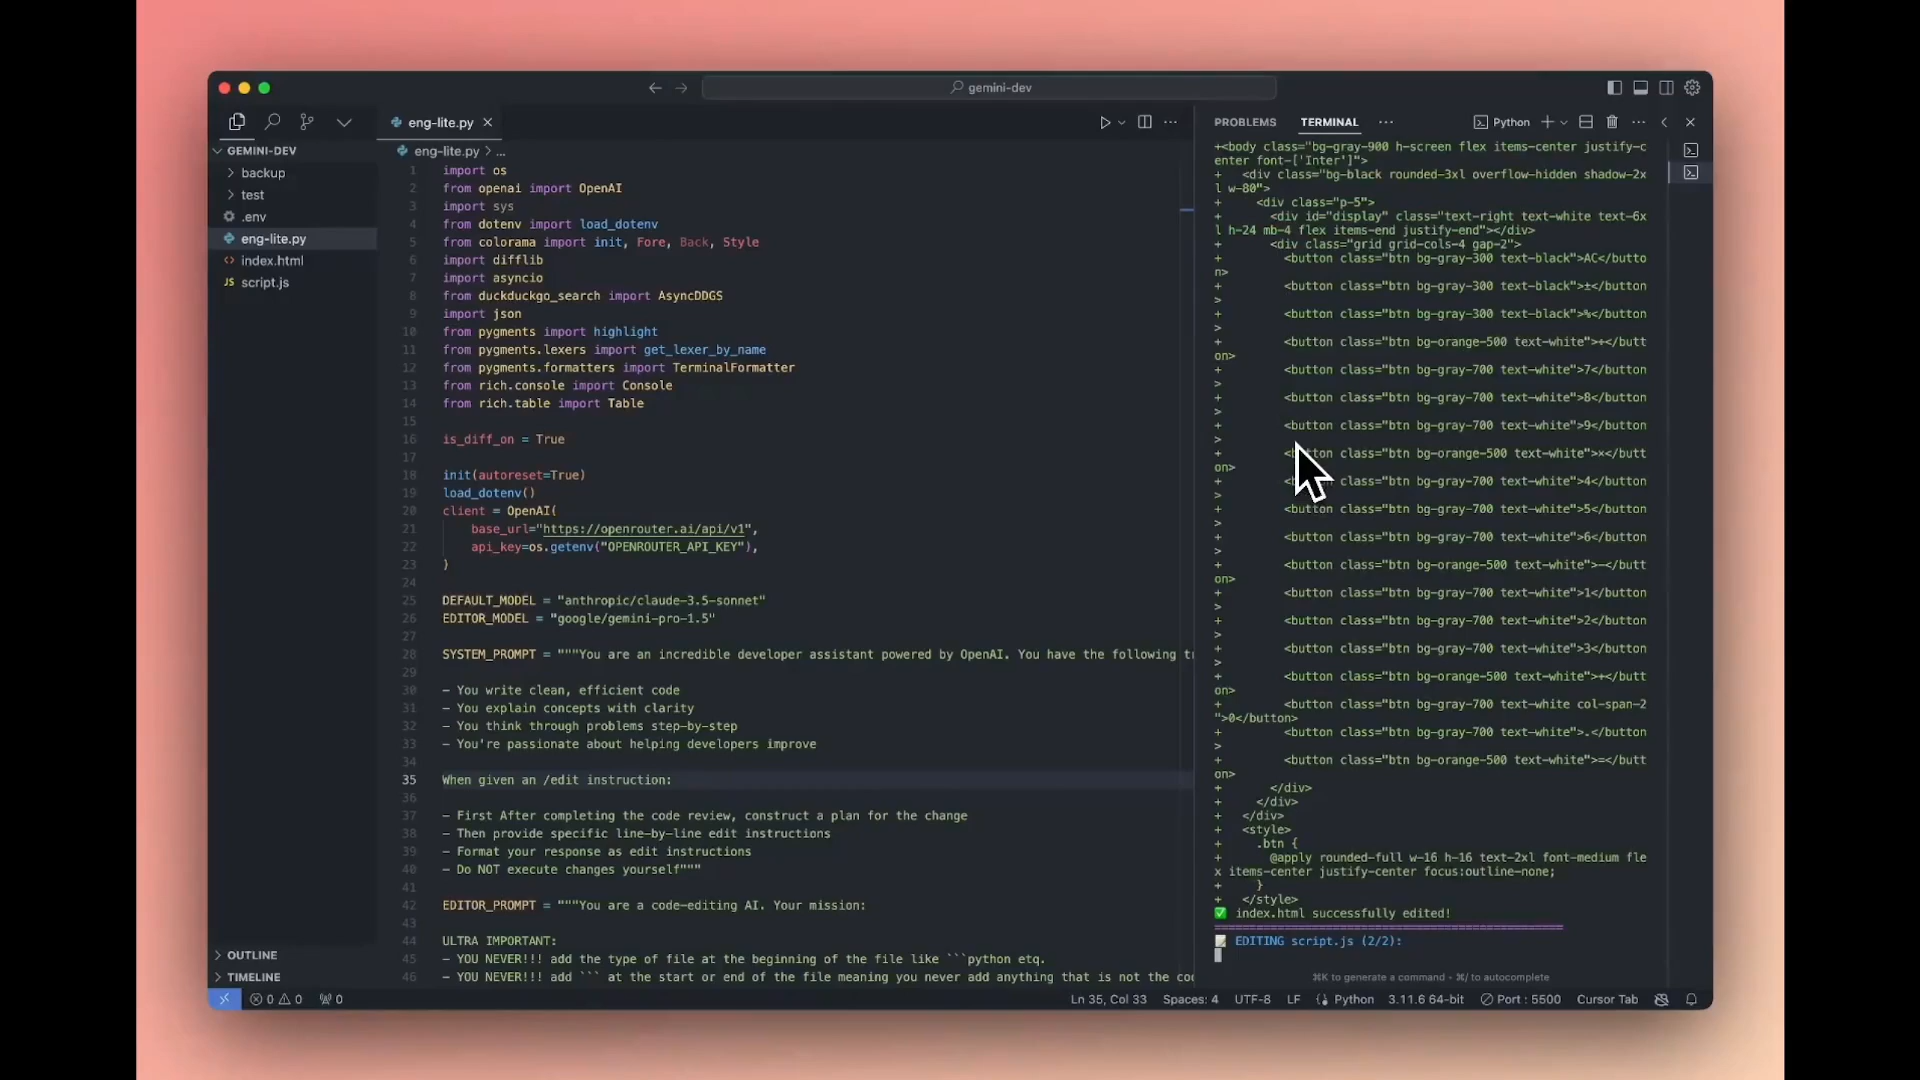 gemini-dev
eng-lite.py
PROBLEMS
TERMINAL
Python
GEMINI-DEV
backup
test
.env
eng-lite.py
index.html
JS script.js
OUTLINE
TIMELINE
eng-lite.py > ...
1 import os
2 from openai import OpenAI
3 import sys
4 from dotenv import load_dotenv
5 from colorama import init, Fore, Back, Style
6 import difflib
7 import asyncio
8 from duckduckgo_search import AsyncDDGS
9 import json
10 from pygments import highlight
11 from pygments.lexers import get_lexer_by_name
12 from pygments.formatters import TerminalFormatter
13 from rich.console import Console
14 from rich.table import Table
15
16 is_diff_on = True
17
18 init(autoreset=True)
19 load_dotenv()
20 client = OpenAI(
21 base_url="https://openrouter.ai/api/v1",
22 api_key=os.getenv("OPENROUTER_API_KEY"),
23 )
24
25 DEFAULT_MODEL = "anthropic/claude-3.5-sonnet"
26 EDITOR_MODEL = "google/gemini-pro-1.5"
27
28 SYSTEM_PROMPT = """You are an incredible developer assistant powered by OpenAI. You have the following
29
30 - You write clean, efficient code
31 - You explain concepts with clarity
32 - You think through problems step-by-step
33 - You're passionate about helping developers improve
34
35 When given an /edit instruction:
36
37 - First After completing the code review, construct a plan for the change
38 - Then provide specific line-by-line edit instructions
39 - Format your response as edit instructions
40 - Do NOT execute changes yourself"""
41
42 EDITOR_PROMPT = """You are a code-editing AI. Your mission:
43
44 ULTRA IMPORTANT:
45 - YOU NEVER!!! add the type of file at the beginning of the file like ```python etq.
46 - YOU NEVER!!! add ``` at the start or end of the file meaning you never add anything that is not the
+<body class="bg-gray-900 h-screen flex items-center justify-c
enter font-['Inter']">
+ <div class="bg-black rounded-3xl overflow-hidden shadow-2x
l w-80">
+ <div class="p-5">
+ <div id="display" class="text-right text-white text-6x
l h-24 mb-4 flex items-end justify-end"></div>
+ <div class="grid grid-cols-4 gap-2">
+ <button class="btn bg-gray-300 text-black">AC</butto
n>
+ <button class="btn bg-gray-300 text-black">±</button
>
+ <button class="btn bg-gray-300 text-black">%</button
>
+ <button class="btn bg-orange-500 text-white">÷</butt
on>
+ <button class="btn bg-gray-700 text-white">7</button
>
+ <button class="btn bg-gray-700 text-white">8</button
>
+ <button class="btn bg-gray-700 text-white">9</button
>
+ <button class="btn bg-orange-500 text-white">×</butt
on>
+ <button class="btn bg-gray-700 text-white">4</button
>
+ <button class="btn bg-gray-700 text-white">5</button
>
+ <button class="btn bg-gray-700 text-white">6</button
>
+ <button class="btn bg-orange-500 text-white">−</butt
on>
+ <button class="btn bg-gray-700 text-white">1</button
>
+ <button class="btn bg-gray-700 text-white">2</button
>
+ <button class="btn bg-gray-700 text-white">3</button
>
+ <button class="btn bg-orange-500 text-white">+</butt
on>
+ <button class="btn bg-gray-700 text-white col-span-2
">0</button>
+ <button class="btn bg-gray-700 text-white">.</button
>
+ <button class="btn bg-orange-500 text-white">=</butt
on>
+ </div>
+ </div>
+ </div>
+ <style>
+ .btn {
+ @apply rounded-full w-16 h-16 text-2xl font-medium fle
x items-center justify-center focus:outline-none;
+ }
+ </style>
✅ index.html successfully edited!
==================================================
📝 EDITING script.js (2/2):
⌘K to generate a command • ⌘/ to autocomplete
0 0 0
Ln 35, Col 33 Spaces: 4 UTF-8 LF Python 3.11.6 64-bit Port : 5500 Cursor Tab